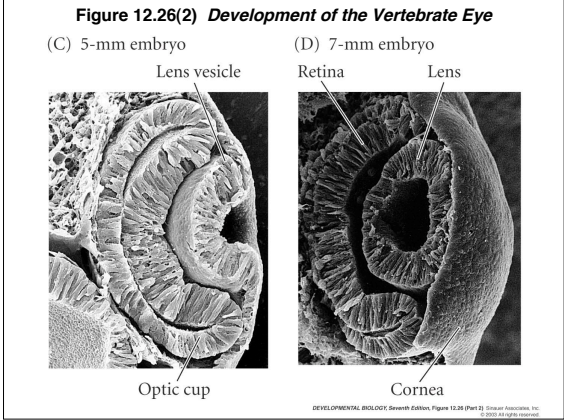 Figure 12.26(2) Development of the Vertebrate Eye
(C) 5-mm embryo
(D) 7-mm embryo
Lens vesicle
Retina
Lens
Optic cup
Cornea
DEVELOPMENTAL BIOLOGY, Seventh Edition, Figure 12.26 (Part 2) Sinauer Associates, Inc.
© 2003 All rights reserved.